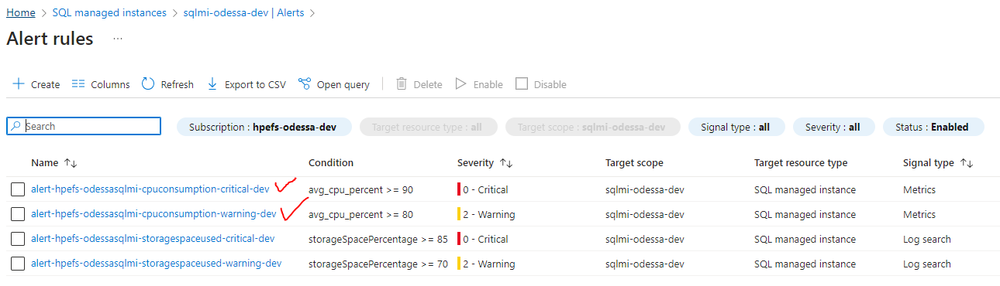 Home > SQL managed instances > sqlmi-odessa-dev | Alerts >
Alert rules ...
Create Columns Refresh Export to CSV Open query Delete Enable Disable
Search Subscription : hpefs-odessa-dev Target resource type : all Target scope : sqlmi-odessa-dev Signal type : all Severity : all Status : Enabled
Name ↑↓ Condition Severity ↑↓ Target scope Target resource type Signal type ↑↓
alert-hpefs-odessasqlmi-cpuconsumption-critical-dev avg_cpu_percent >= 90 0 - Critical sqlmi-odessa-dev SQL managed instance Metrics
alert-hpefs-odessasqlmi-cpuconsumption-warning-dev avg_cpu_percent >= 80 2 - Warning sqlmi-odessa-dev SQL managed instance Metrics
alert-hpefs-odessasqlmi-storagespaceused-critical-dev storageSpacePercentage >= 85 0 - Critical sqlmi-odessa-dev SQL managed instance Log search
alert-hpefs-odessasqlmi-storagespaceused-warning-dev storageSpacePercentage >= 70 2 - Warning sqlmi-odessa-dev SQL managed instance Log search